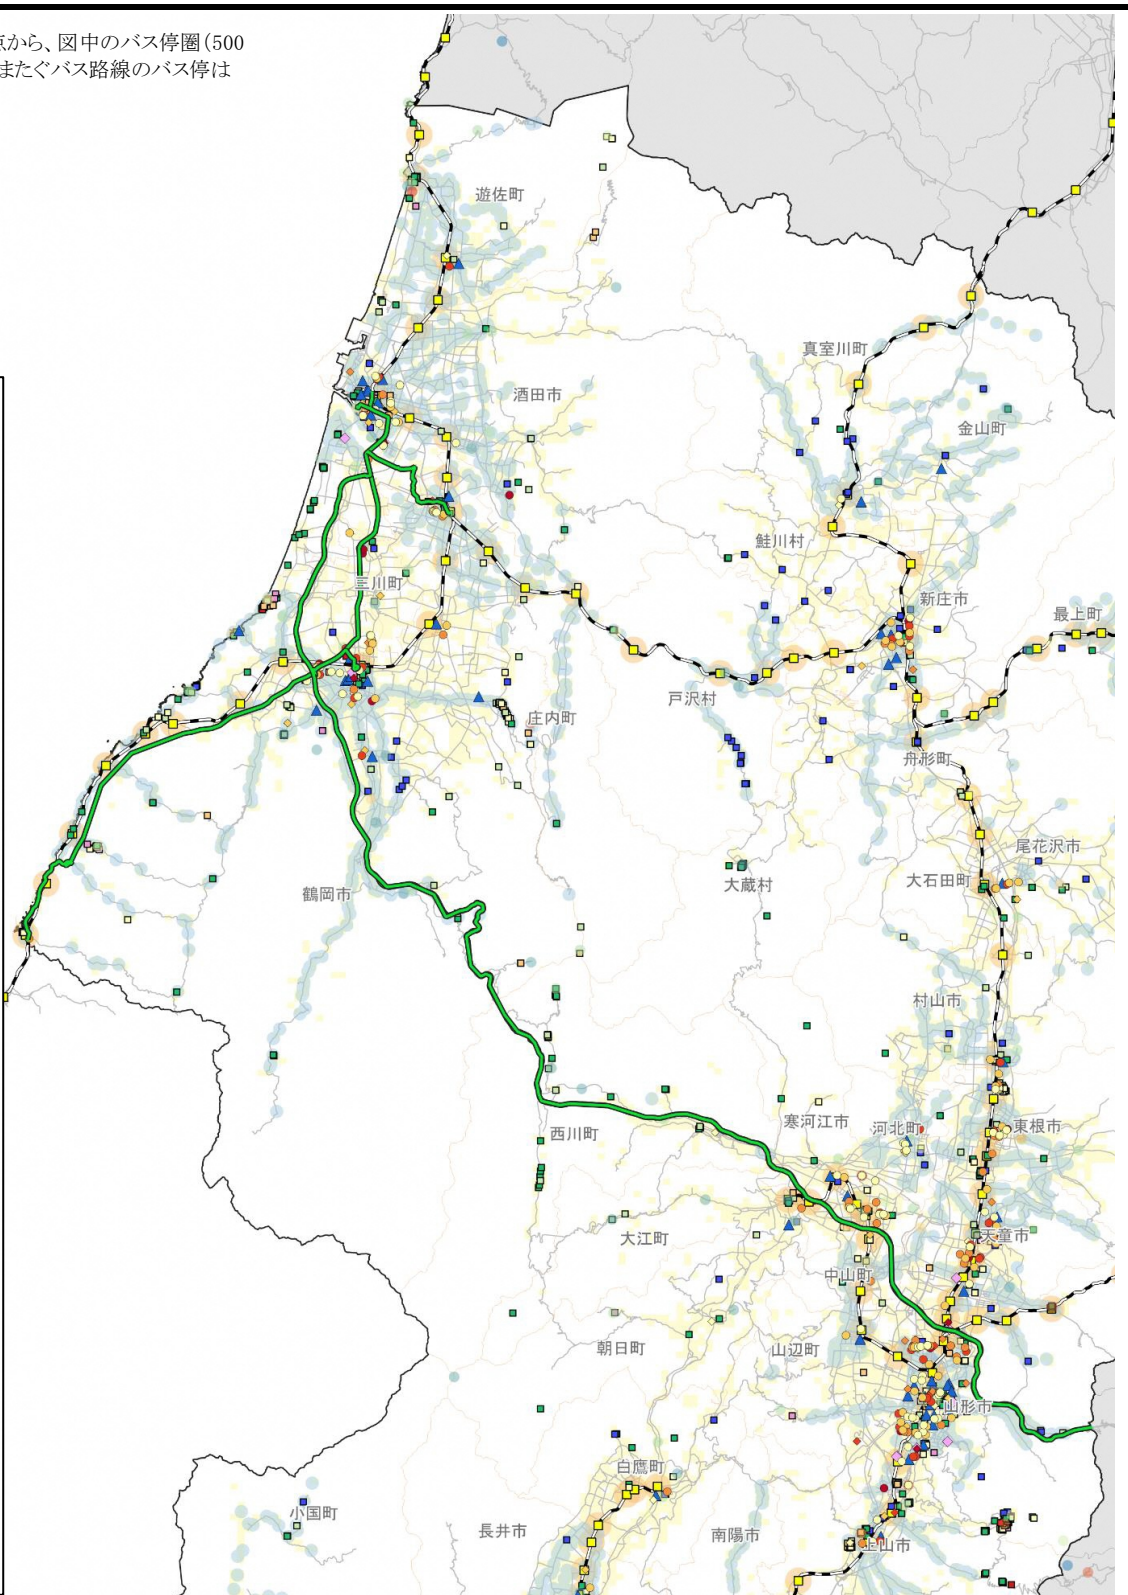 点から、図中のバス停圏(500
またぐバス路線のバス停は
遊佐町
真室川町
酒田市
金山町
鮭川村
三川町
新庄市
最上町
戸沢村
庄内町
舟形町
尾花沢市
大石田町
大蔵村
鶴岡市
村山市
寒河江市
河北町
東根市
西川町
大江町
天童市
中山町
朝日町
山辺町
山形市
白鷹町
小国町
長井市
南陽市
上山市